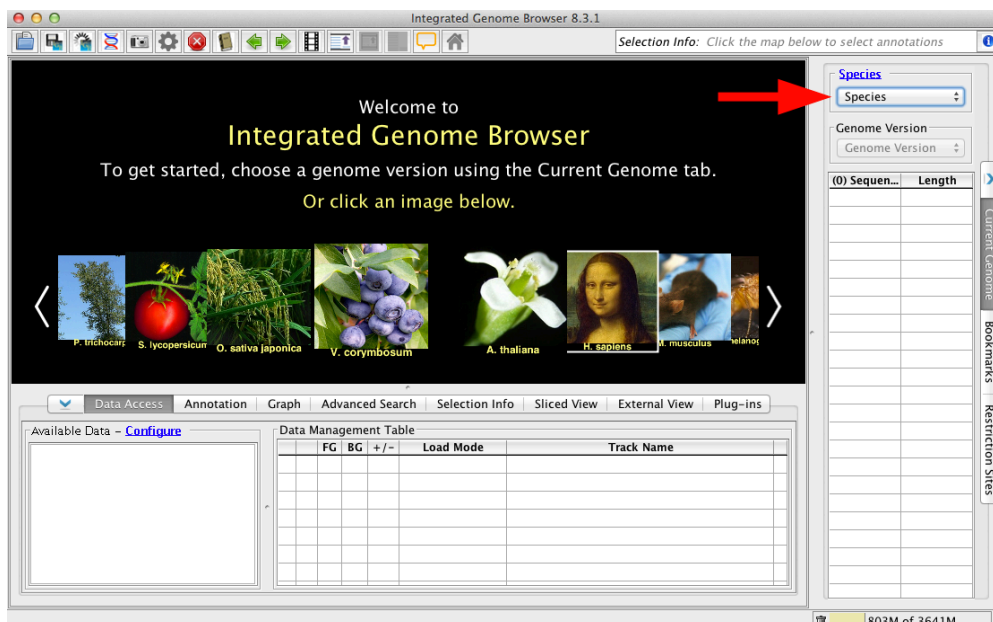 Integrated Genome Browser 8.3.1
Selection Info: Click the map below to select annotations
Welcome to
Integrated Genome Browser
To get started, choose a genome version using the Current Genome tab.
Or click an image below.
P. trichocarp
S. lycopersicum
O. sativa japonica
V. corymbosum
A. thaliana
H. sapiens
M. musculus
elanog
Species
Species
Genome Version
Genome Version
(0) Sequen... Length
Current Genome
Bookmarks
Restriction Sites
Data Access Annotation Graph Advanced Search Selection Info Sliced View External View Plug-ins
Available Data - Configure
Data Management Table
FG BG +/- Load Mode Track Name
803M of 3641M